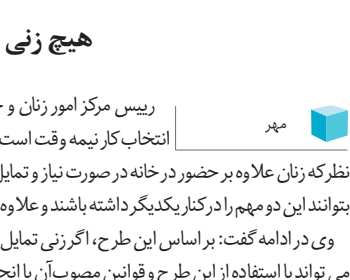 هیچ زنی
مهر
رییس مرکز امور زنان و
انتخاب کار نیمه وقت است
نظر که زنان علاوه بر حضور در خانه در صورت نیاز و تمایل
بتوانند این دو مهم را در کنار یکدیگر داشته باشند و علاوه
وی در ادامه گفت: بر اساس این طرح، اگر زنی تمایل
می تواند با استفاده از این طرح و قوانین مصوب آن با